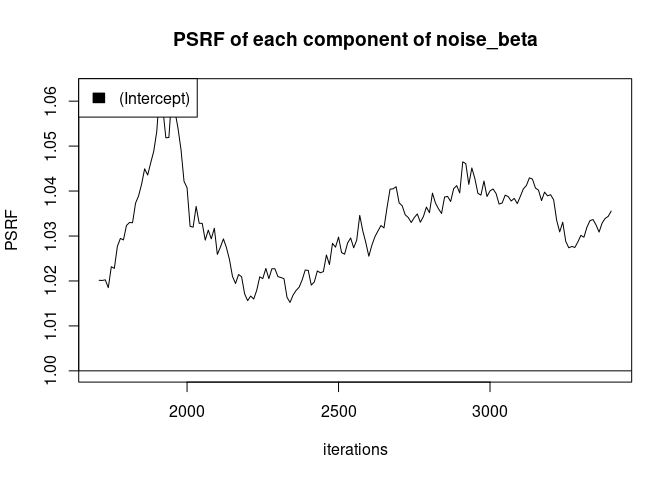 PSRF of each component of noise_beta
(Intercept)
PSRF
1.06
1.05
1.04
1.03
1.02
1.01
1.00
2000 2500 3000
iterations